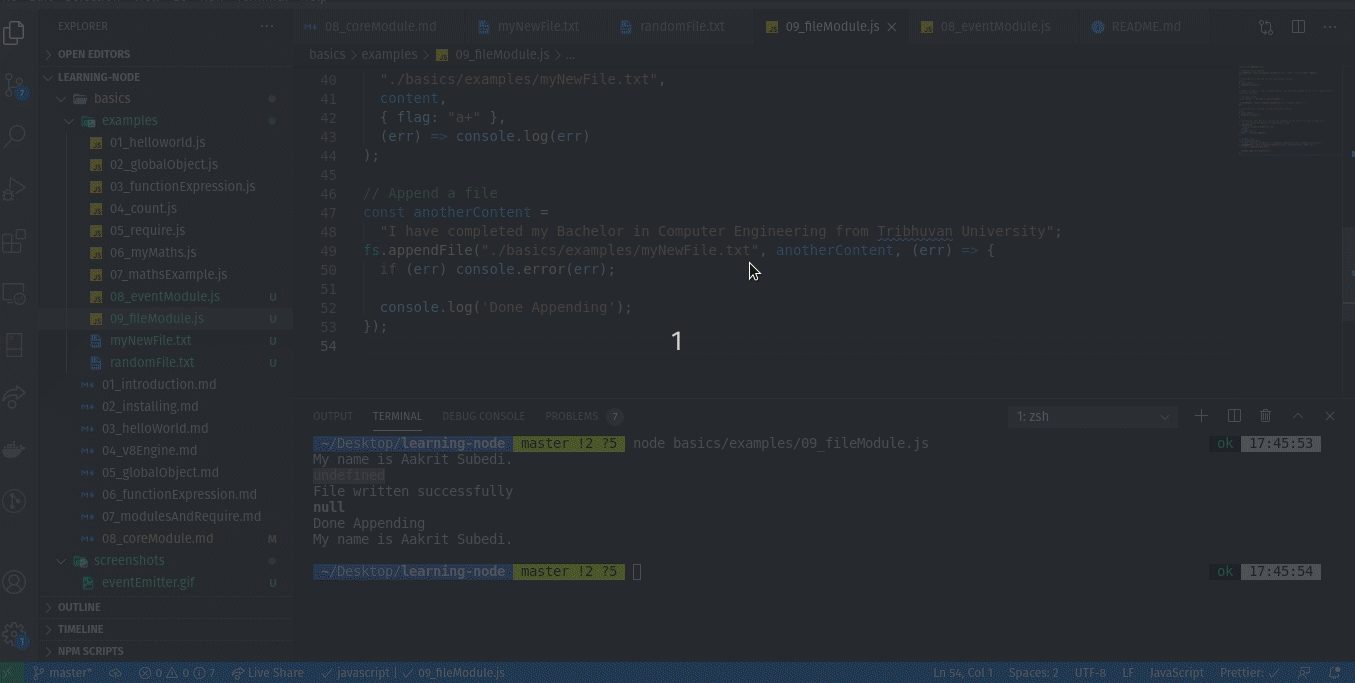 EXPLORER
OPEN EDITORS
LEARNING-NODE
basics
examples
01_helloworld.js
02_globalObject.js
03_functionExpression.js
04_count.js
05_require.js
06_myMaths.js
07_mathsExample.js
08_eventModule.js U
09_fileModule.js U
myNewFile.txt U
randomFile.txt U
01_introduction.md
02_installing.md
03_helloWorld.md
04_v8Engine.md
05_globalObject.md
06_functionExpression.md
07_modulesAndRequire.md
08_coreModule.md M
screenshots
eventEmitter.gif U
OUTLINE
TIMELINE
NPM SCRIPTS
7
1
08_coreModule.md myNewFile.txt randomFile.txt 09_fileModule.js 08_eventModule.js README.md
basics > examples > 09_fileModule.js > ...
40 "./basics/examples/myNewFile.txt",
41 content,
42 { flag: "a+" },
43 (err) => console.log(err)
44 );
45
46 // Append a file
47 const anotherContent =
48 "I have completed my Bachelor in Computer Engineering from Tribhuvan University";
49 fs.appendFile("./basics/examples/myNewFile.txt", anotherContent, (err) => {
50 if (err) console.error(err);
51
52 console.log('Done Appending');
53 });
54
1
OUTPUT TERMINAL DEBUG CONSOLE PROBLEMS 7 1: zsh
~/Desktop/learning-node master !2 ?5 node basics/examples/09_fileModule.js ok 17:45:53
My name is Aakrit Subedi.
undefined
File written successfully
null
Done Appending
My name is Aakrit Subedi.
~/Desktop/learning-node master !2 ?5 ok 17:45:54
master* 0 0 7 Live Share javascript | 09_fileModule.js Ln 54, Col 1 Spaces: 2 UTF-8 LF JavaScript Prettier: ✓